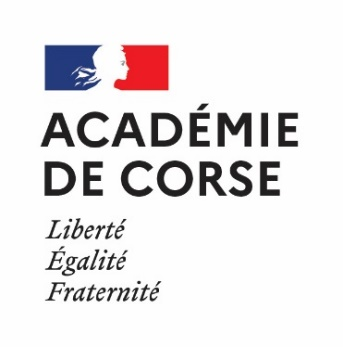 ACADÉMIE
DE CORSE
Liberté
Égalité
Fraternité